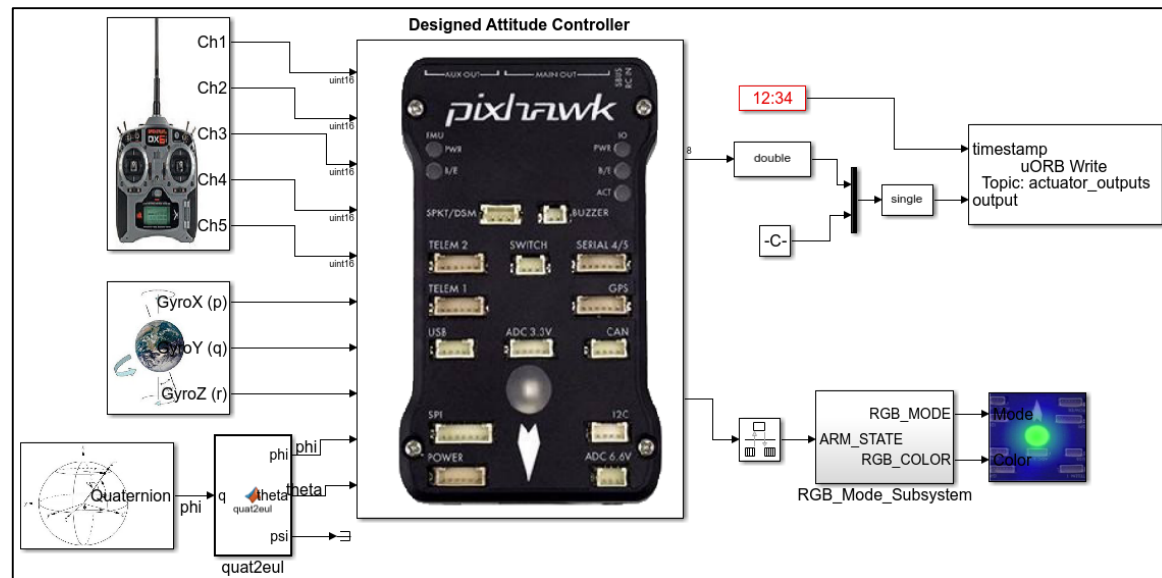 Designed Attitude Controller
Ch1
Ch2
Ch3
Ch4
Ch5
uint16
uint16
uint16
uint16
uint16
GyroX (p)
GyroY (q)
GyroZ (r)
Quaternion
phi
q
phi
theta
psi
quat2eul
quat2eul
phi
theta
AUX OUT
MAIN OUT
SBUS
RC IN
pixhawk
FMU
IO
PWR
PWR
B/E
B/E
ACT
SPKT/DSM
BUZZER
TELEM 2
SWITCH
SERIAL 4/5
TELEM 1
GPS
USB
ADC 3.3V
CAN
SPI
I2C
POWER
ADC 6.6V
8
12:34
double
-C-
single
timestamp
uORB Write
Topic: actuator_outputs
output
ARM_STATE
RGB_MODE
RGB_COLOR
RGB_Mode_Subsystem
Mode
Color